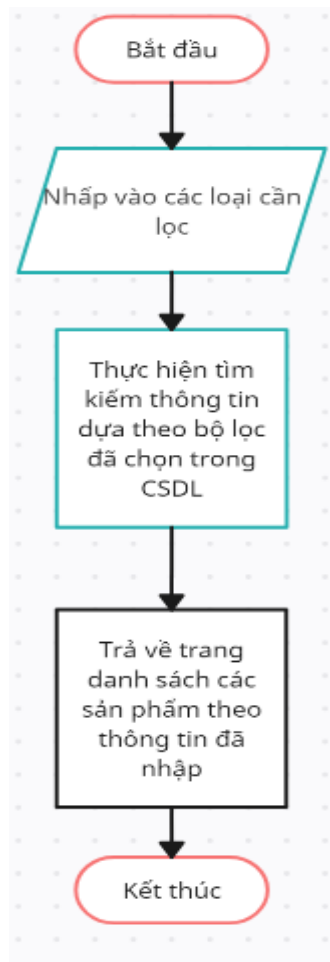 Bắt đầu
Nhấp vào các loại cần
lọc
Thực hiện tìm
kiếm thông tin
dựa theo bộ lọc
đã chọn trong
CSDL
Trả về trang
danh sách các
sản phẩm theo
thông tin đã
nhập
Kết thúc